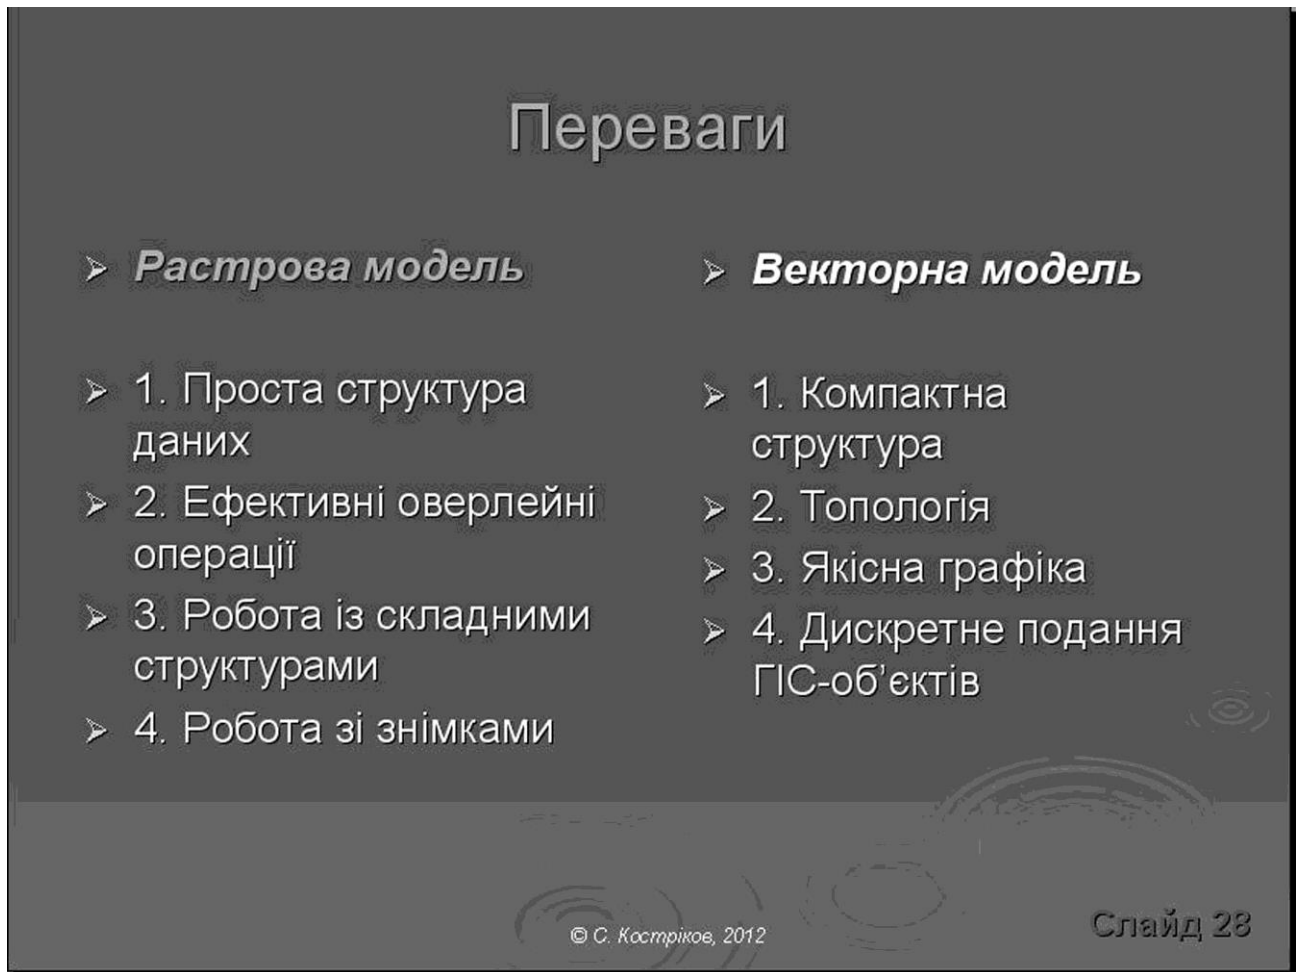 Переваги
➢ Растрова модель
➢ 1. Проста структура
даних
➢ 2. Ефективні оверлейні
операції
➢ 3. Робота із складними
структурами
➢ 4. Робота зі знімками
➢ Векторна модель
➢ 1. Компактна
структура
➢ 2. Топологія
➢ 3. Якісна графіка
➢ 4. Дискретне подання
ГІС-об’єктів
© С. Костріков, 2012
Слайд 28